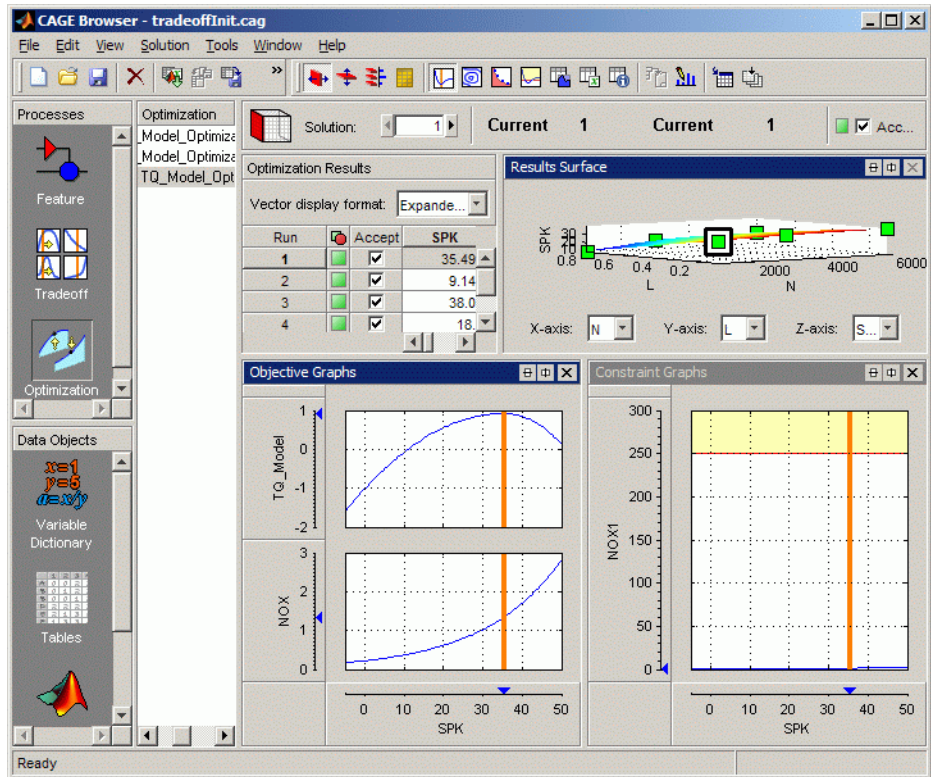 CAGE Browser - tradeoffInit.cag
File Edit View Solution Tools Window Help
»
Processes
Feature
Tradeoff
Optimization
Data Objects
x=1
y=5
a=x/y
Variable
Dictionary
Tables
Optimization
_Model_Optimiza
_Model_Optimiza
TQ_Model_Opt
Solution: 1 Current 1 Current 1 Acc...
Optimization Results
Vector display format: Expande...
Run Accept SPK
1 35.49
2 9.14
3 38.0
4 18.
Results Surface
SPK
30
0.8 0.6 0.4 0.2 2000 4000 6000
L N
X-axis: N Y-axis: L Z-axis: S...
Objective Graphs
TQ_Model
1
0
-1
-2
NOX
3
2
1
0
0 10 20 30 40 50
SPK
Constraint Graphs
NOX1
300
250
200
150
100
50
0
0 10 20 30 40 50
SPK
Ready